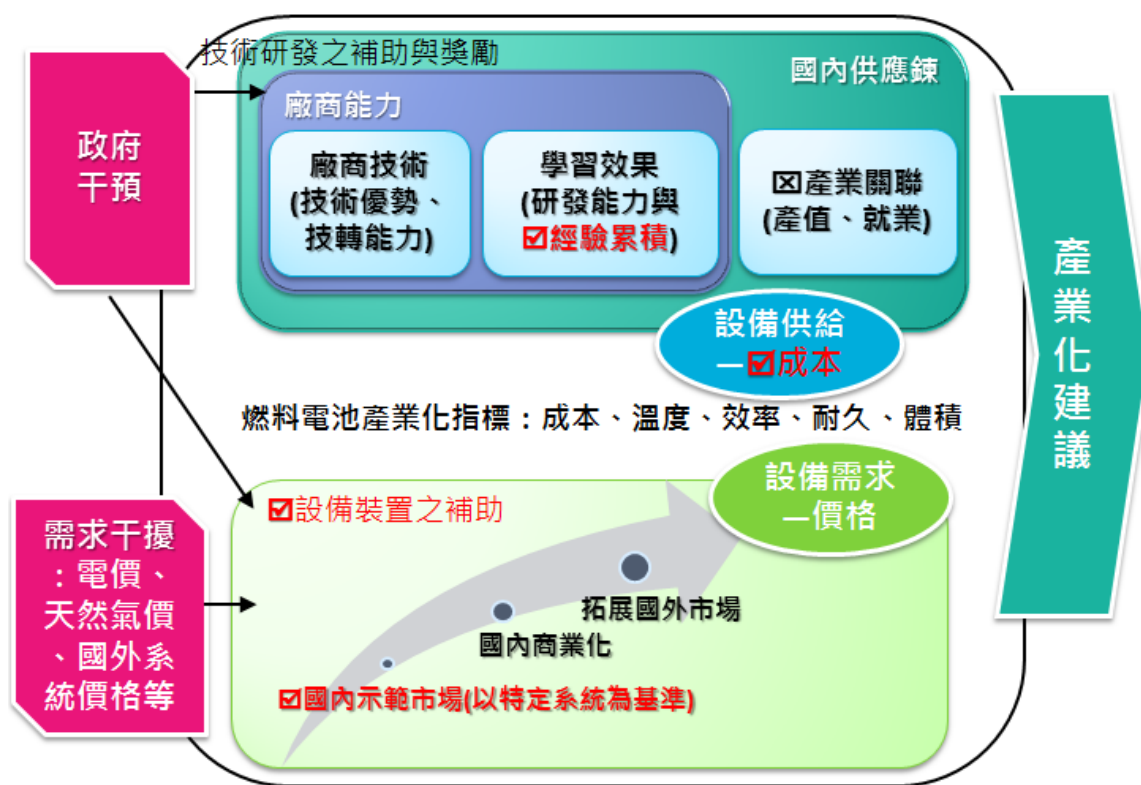 技術研發之補助與獎勵
政府
干預
國內供應鍊
廠商能力
廠商技術
(技術優勢、
技轉能力)
學習效果
(研發能力與
☑經驗累積)
☒產業關聯
(產值、就業)
設備供給
—☑成本
燃料電池產業化指標：成本、溫度、效率、耐久、體積
設備需求
—價格
☑設備裝置之補助
需求干擾
：電價、
天然氣價
、國外系
統價格等
拓展國外市場
國內商業化
☑國內示範市場(以特定系統為基準)
產業化建議